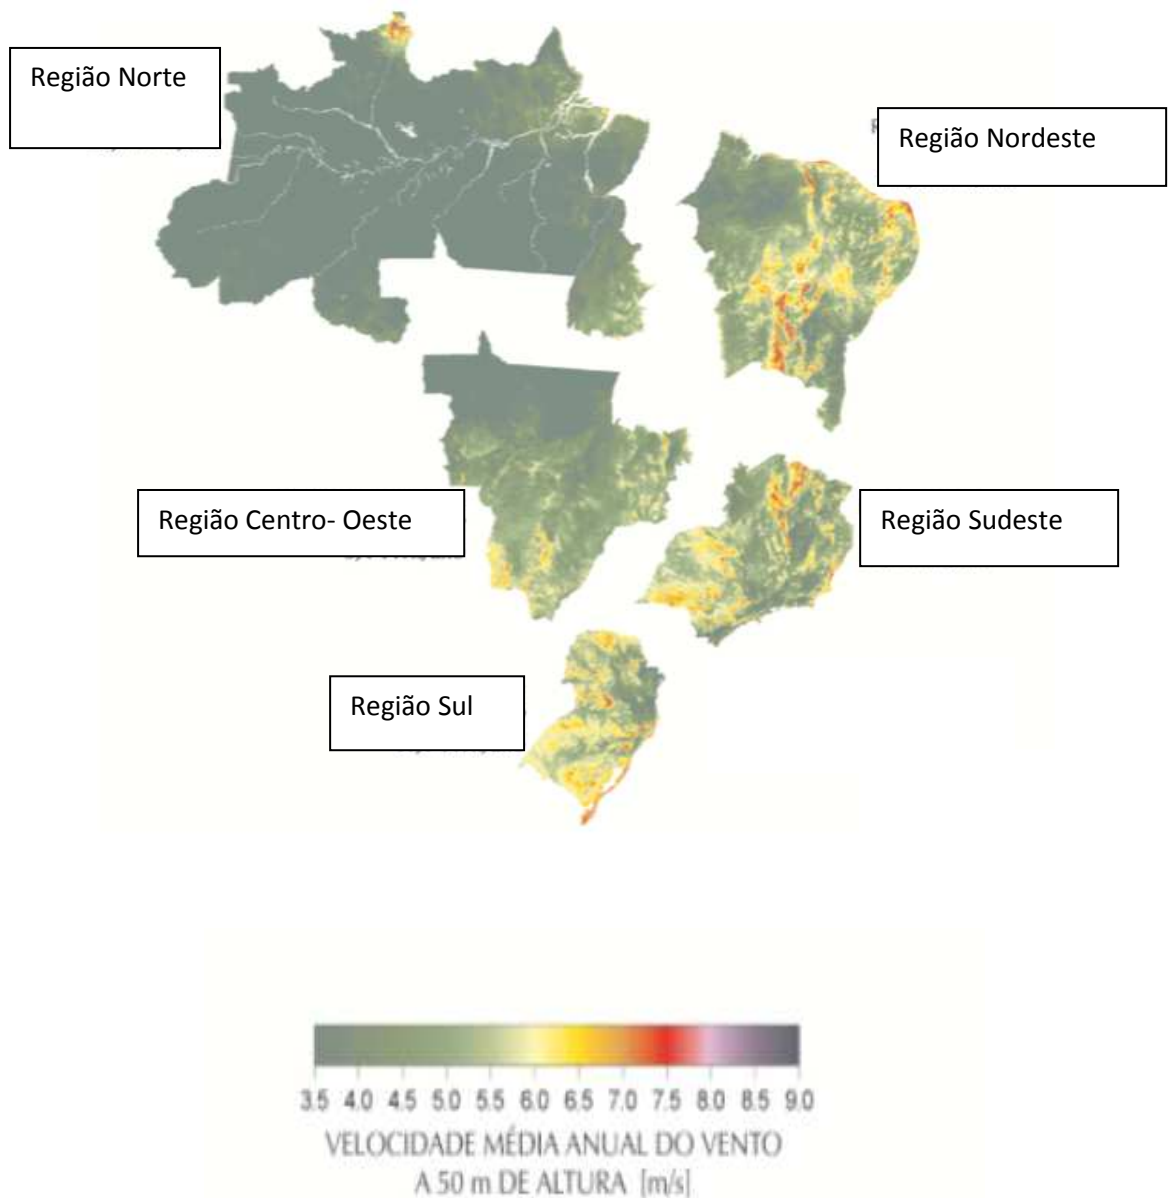 Região Norte
Região Nordeste
Região Centro- Oeste
Região Sudeste
Região Sul
3.5 4.0 4.5 5.0 5.5 6.0 6.5 7.0 7.5 8.0 8.5 9.0
VELOCIDADE MÉDIA ANUAL DO VENTO
A 50 m DE ALTURA [m/s]